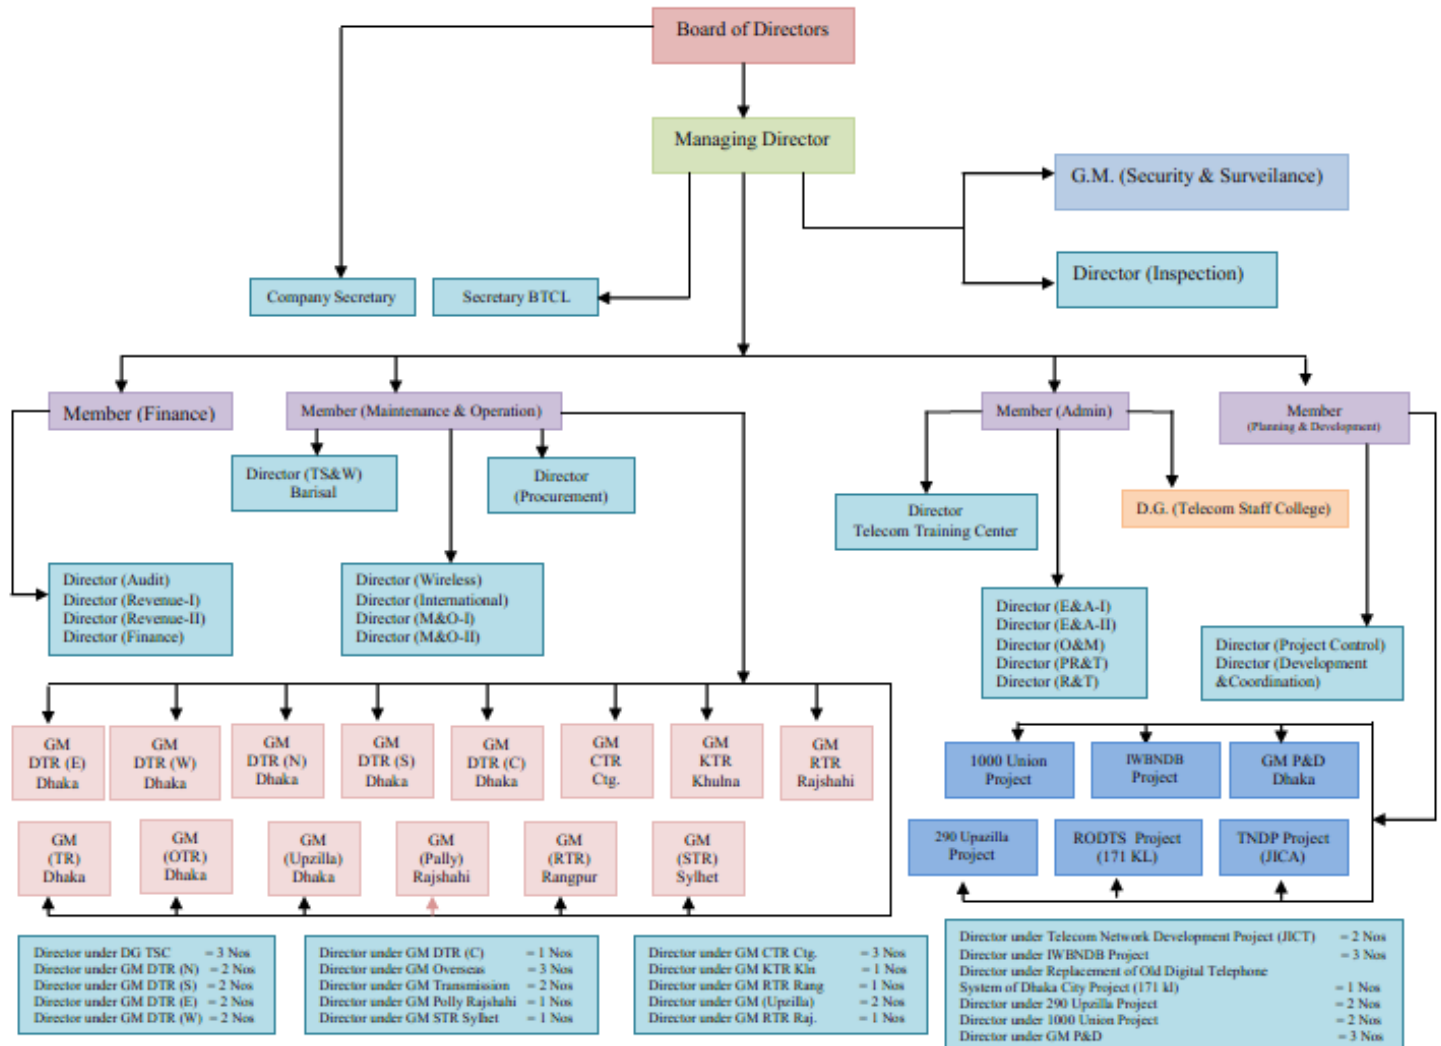 Board of Directors
Managing Director
G.M. (Security & Surveilance)
Director (Inspection)
Company Secretary
Secretary BTCL
Member (Finance)
Member (Maintenance & Operation)
Member (Admin)
Member
(Planning & Development)
Director (TS&W)
Barisal
Director
(Procurement)
Director
Telecom Training Center
D.G. (Telecom Staff College)
Director (Audit)
Director (Revenue-I)
Director (Revenue-II)
Director (Finance)
Director (Wireless)
Director (International)
Director (M&O-I)
Director (M&O-II)
Director (E&A-I)
Director (E&A-II)
Director (O&M)
Director (PR&T)
Director (R&T)
Director (Project Control)
Director (Development
&Coordination)
GM
DTR (E)
Dhaka
GM
DTR (W)
Dhaka
GM
DTR (N)
Dhaka
GM
DTR (S)
Dhaka
GM
DTR (C)
Dhaka
GM
CTR
Ctg.
GM
KTR
Khulna
GM
RTR
Rajshahi
1000 Union
Project
IWBNDB
Project
GM P&D
Dhaka
GM
(TR)
Dhaka
GM
(OTR)
Dhaka
GM
(Upzilla)
Dhaka
GM
(Pally)
Rajshahi
GM
(RTR)
Rangpur
GM
(STR)
Sylhet
290 Upazilla
Project
RODTS Project
(171 KL)
TNDP Project
(JICA)
Director under DG TSC = 3 Nos
Director under GM DTR (N) = 2 Nos
Director under GM DTR (S) = 2 Nos
Director under GM DTR (E) = 2 Nos
Director under GM DTR (W) = 2 Nos
Director under GM DTR (C) = 1 Nos
Director under GM Overseas = 3 Nos
Director under GM Transmission = 2 Nos
Director under GM Polly Rajshahi = 1 Nos
Director under GM STR Sylhet = 1 Nos
Director under GM CTR Ctg. = 3 Nos
Director under GM KTR Kln = 1 Nos
Director under GM RTR Rang = 1 Nos
Director under GM (Upzilla) = 2 Nos
Director under GM RTR Raj. = 1 Nos
Director under Telecom Network Development Project (JICT) = 2 Nos
Director under IWBNDB Project = 3 Nos
Director under Replacement of Old Digital Telephone
System of Dhaka City Project (171 kl) = 1 Nos
Director under 290 Upzilla Project = 2 Nos
Director under 1000 Union Project = 2 Nos
Director under GM P&D = 3 Nos